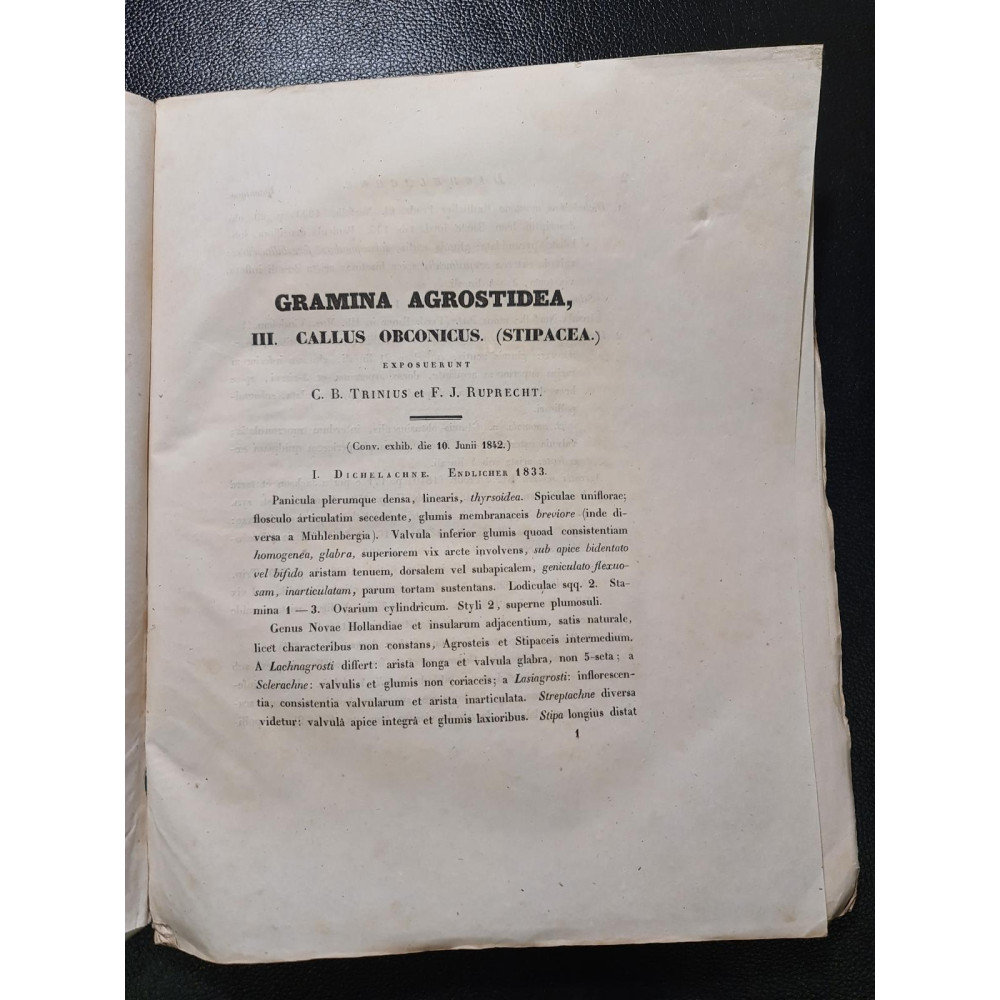 GRAMINA AGROSTIDEA,
III. CALLUS OBCONICUS. (STIPACEA.)
EXPOSUERUNT
C. B. TRINIUS et F. J. RUPRECHT.
(Conv. exhib. die 10. Junii 1842.)
I. DICHELACHNE. ENDLICHER 1833.
Panicula plerumque densa, linearis, thyrsoidea. Spiculae uniflorae;
flosculo articulatim secedente, glumis membranaceis breviore (inde di-
versa a Muhlenbergia). Valvula inferior glumis quoad consistentiam
homogenea, glabra, superiorem vix arcte involvens, sub apice bidentato
vel bifido aristam tenuem, dorsalem vel subapicalem, geniculato flexuo-
sam, inarticulatam, parum tortam sustentans. Lodiculae sqq. 2. Sta-
mina 1—3. Ovarium cylindricum. Styli 2, superne plumosuli.
Genus Novae Hollandiae et insularum adjacentium, satis naturale,
licet characteribus non constans, Agrosteis et Stipaceis intermedium.
A Lachnagrosti differt: arista longa et valvula glabra, non 5-seta; a
Sclerachne: valvulis et glumis non coriaceis; a Lasiagrosti: inflorescen-
tia, consistentia valvularum et arista inarticulata. Streptachne diversa
videtur: valvulâ apice integrâ et glumis laxioribus. Stipa longius distat
1